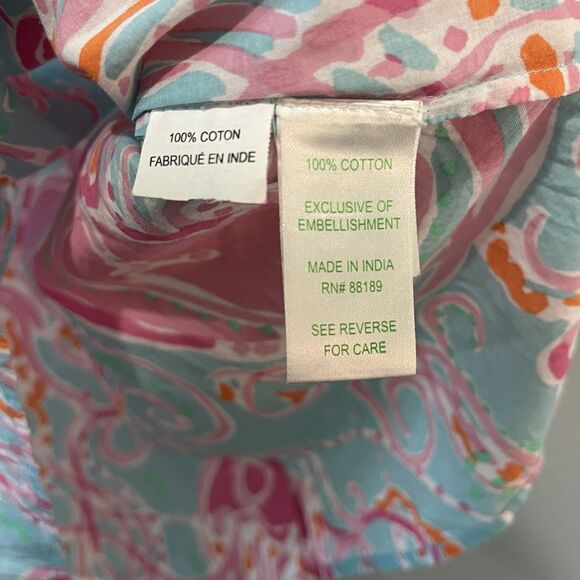 100% COTON
FABRIQUÉ EN INDE
100% COTTON
EXCLUSIVE OF
EMBELLISHMENT
MADE IN INDIA
RN# 88189
SEE REVERSE
FOR CARE